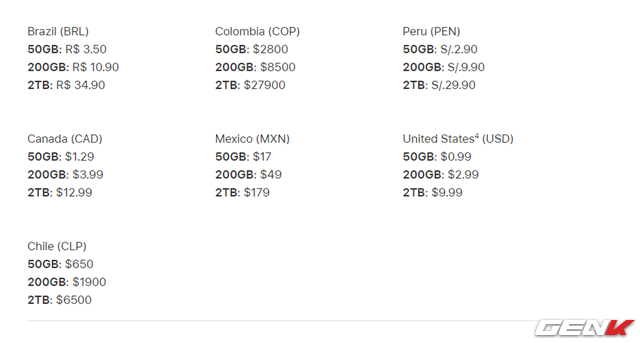 Brazil (BRL)
50GB: R$ 3.50
200GB: R$ 10.90
2TB: R$ 34.90
Colombia (COP)
50GB: $2800
200GB: $8500
2TB: $27900
Peru (PEN)
50GB: S/.2.90
200GB: S/.9.90
2TB: S/.29.90
Canada (CAD)
50GB: $1.29
200GB: $3.99
2TB: $12.99
Mexico (MXN)
50GB: $17
200GB: $49
2TB: $179
United States⁴ (USD)
50GB: $0.99
200GB: $2.99
2TB: $9.99
Chile (CLP)
50GB: $650
200GB: $1900
2TB: $6500
GENK